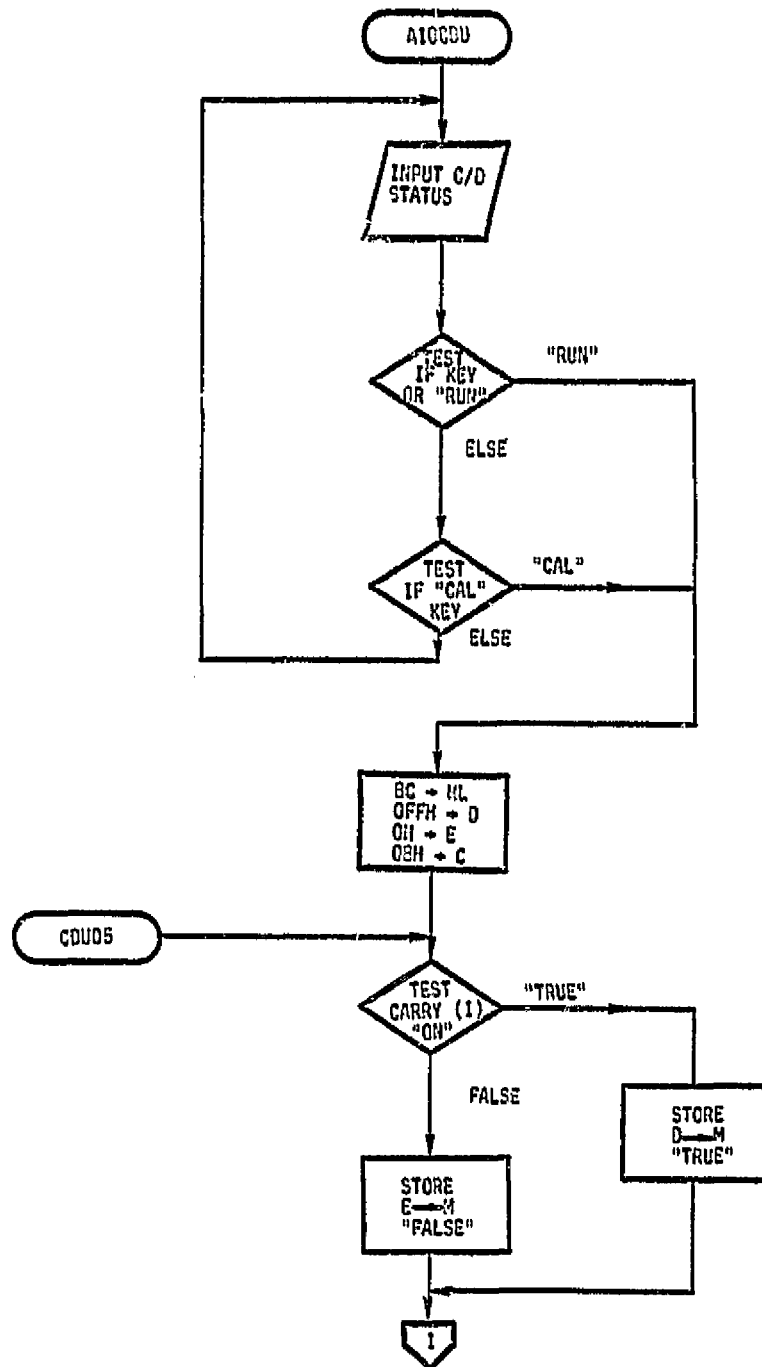 AIOCDU
INPUT C/D
STATUS
TEST
IF KEY
OR "RUN"
"RUN"
ELSE
TEST
IF "CAL"
KEY
"CAL"
ELSE
BC → HL
OFFH → D
OH → E
08H → C
CDU05
TEST
CARRY (I)
"ON"
"TRUE"
FALSE
STORE
D→M
"TRUE"
STORE
E→M
"FALSE"
I